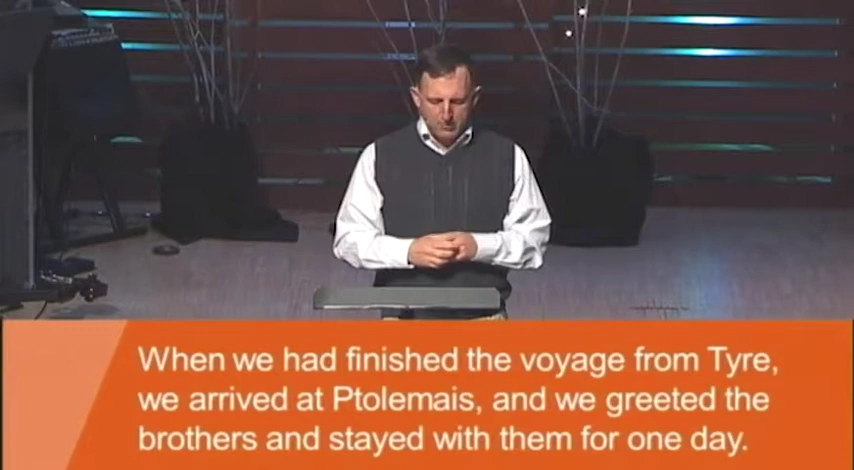 When we had finished the voyage from Tyre,
we arrived at Ptolemais, and we greeted the
brothers and stayed with them for one day.